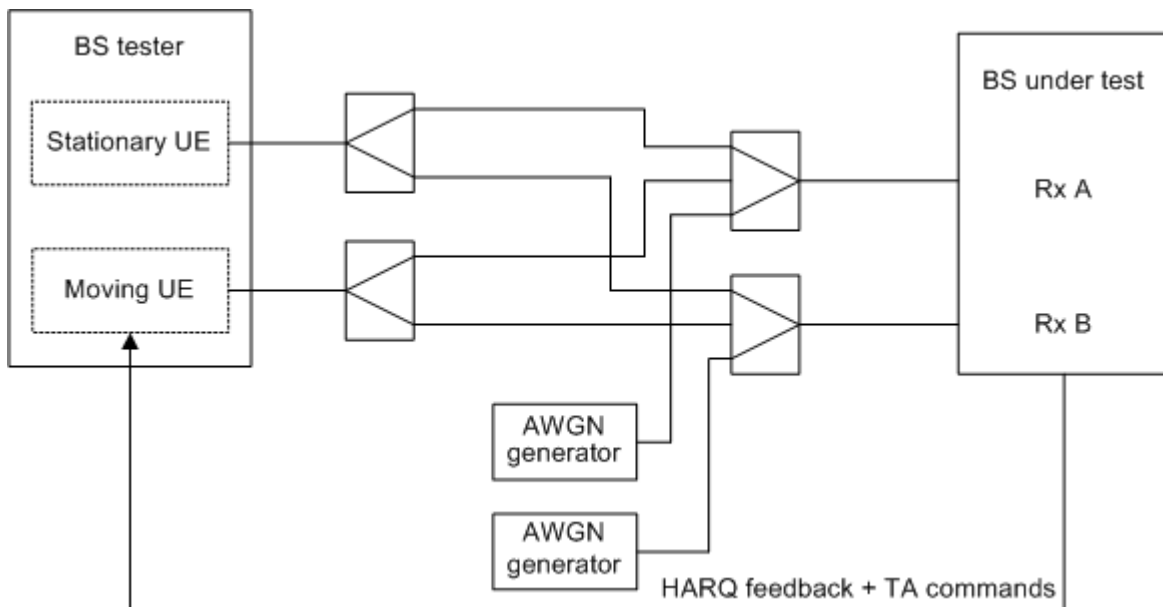 BS tester
Stationary UE
Moving UE
BS under test
Rx A
Rx B
AWGN
generator
AWGN
generator
HARQ feedback + TA commands